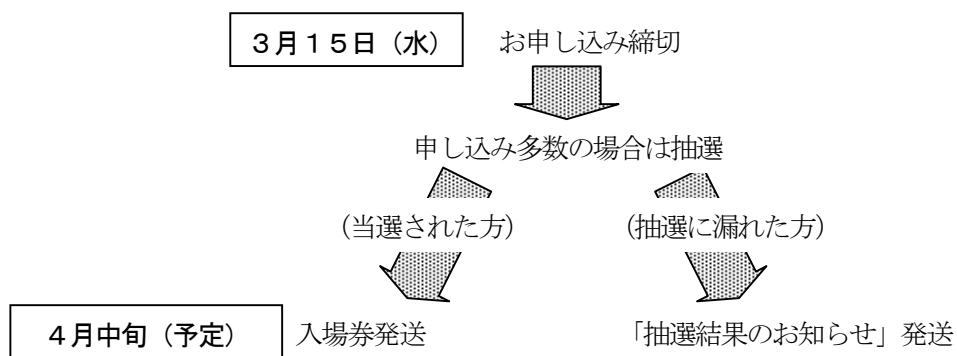 ３月１５日（水） お申し込み締切
申し込み多数の場合は抽選
（当選された方） （抽選に漏れた方）
４月中旬（予定） 入場券発送 「抽選結果のお知らせ」発送